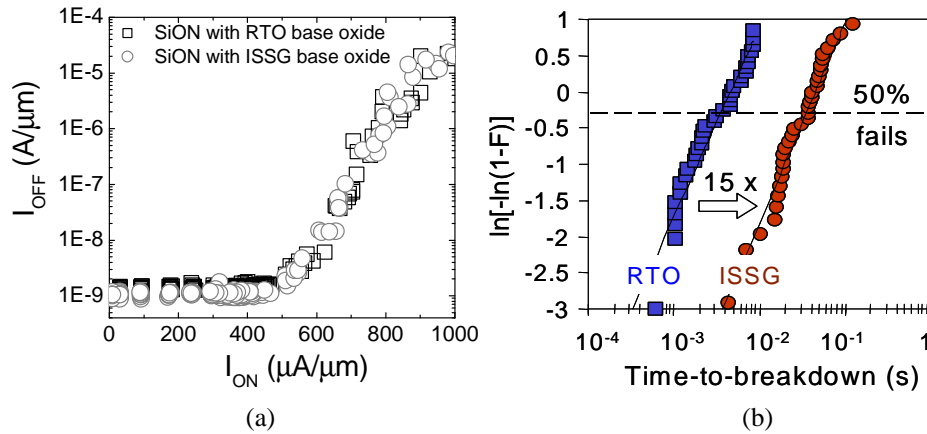 SiON with RTO base oxide
SiON with ISSG base oxide
1E-4
1E-5
1E-6
1E-7
1E-8
1E-9
I_OFF (A/μm)
0 200 400 600 800 1000
I_ON (μA/μm)
(a)
1
0.5
0
-0.5
-1
-1.5
-2
-2.5
-3
ln[-ln(1-F)]
50%
fails
15 x
RTO
ISSG
10^-4 10^-3 10^-2 10^-1 1
Time-to-breakdown (s)
(b)